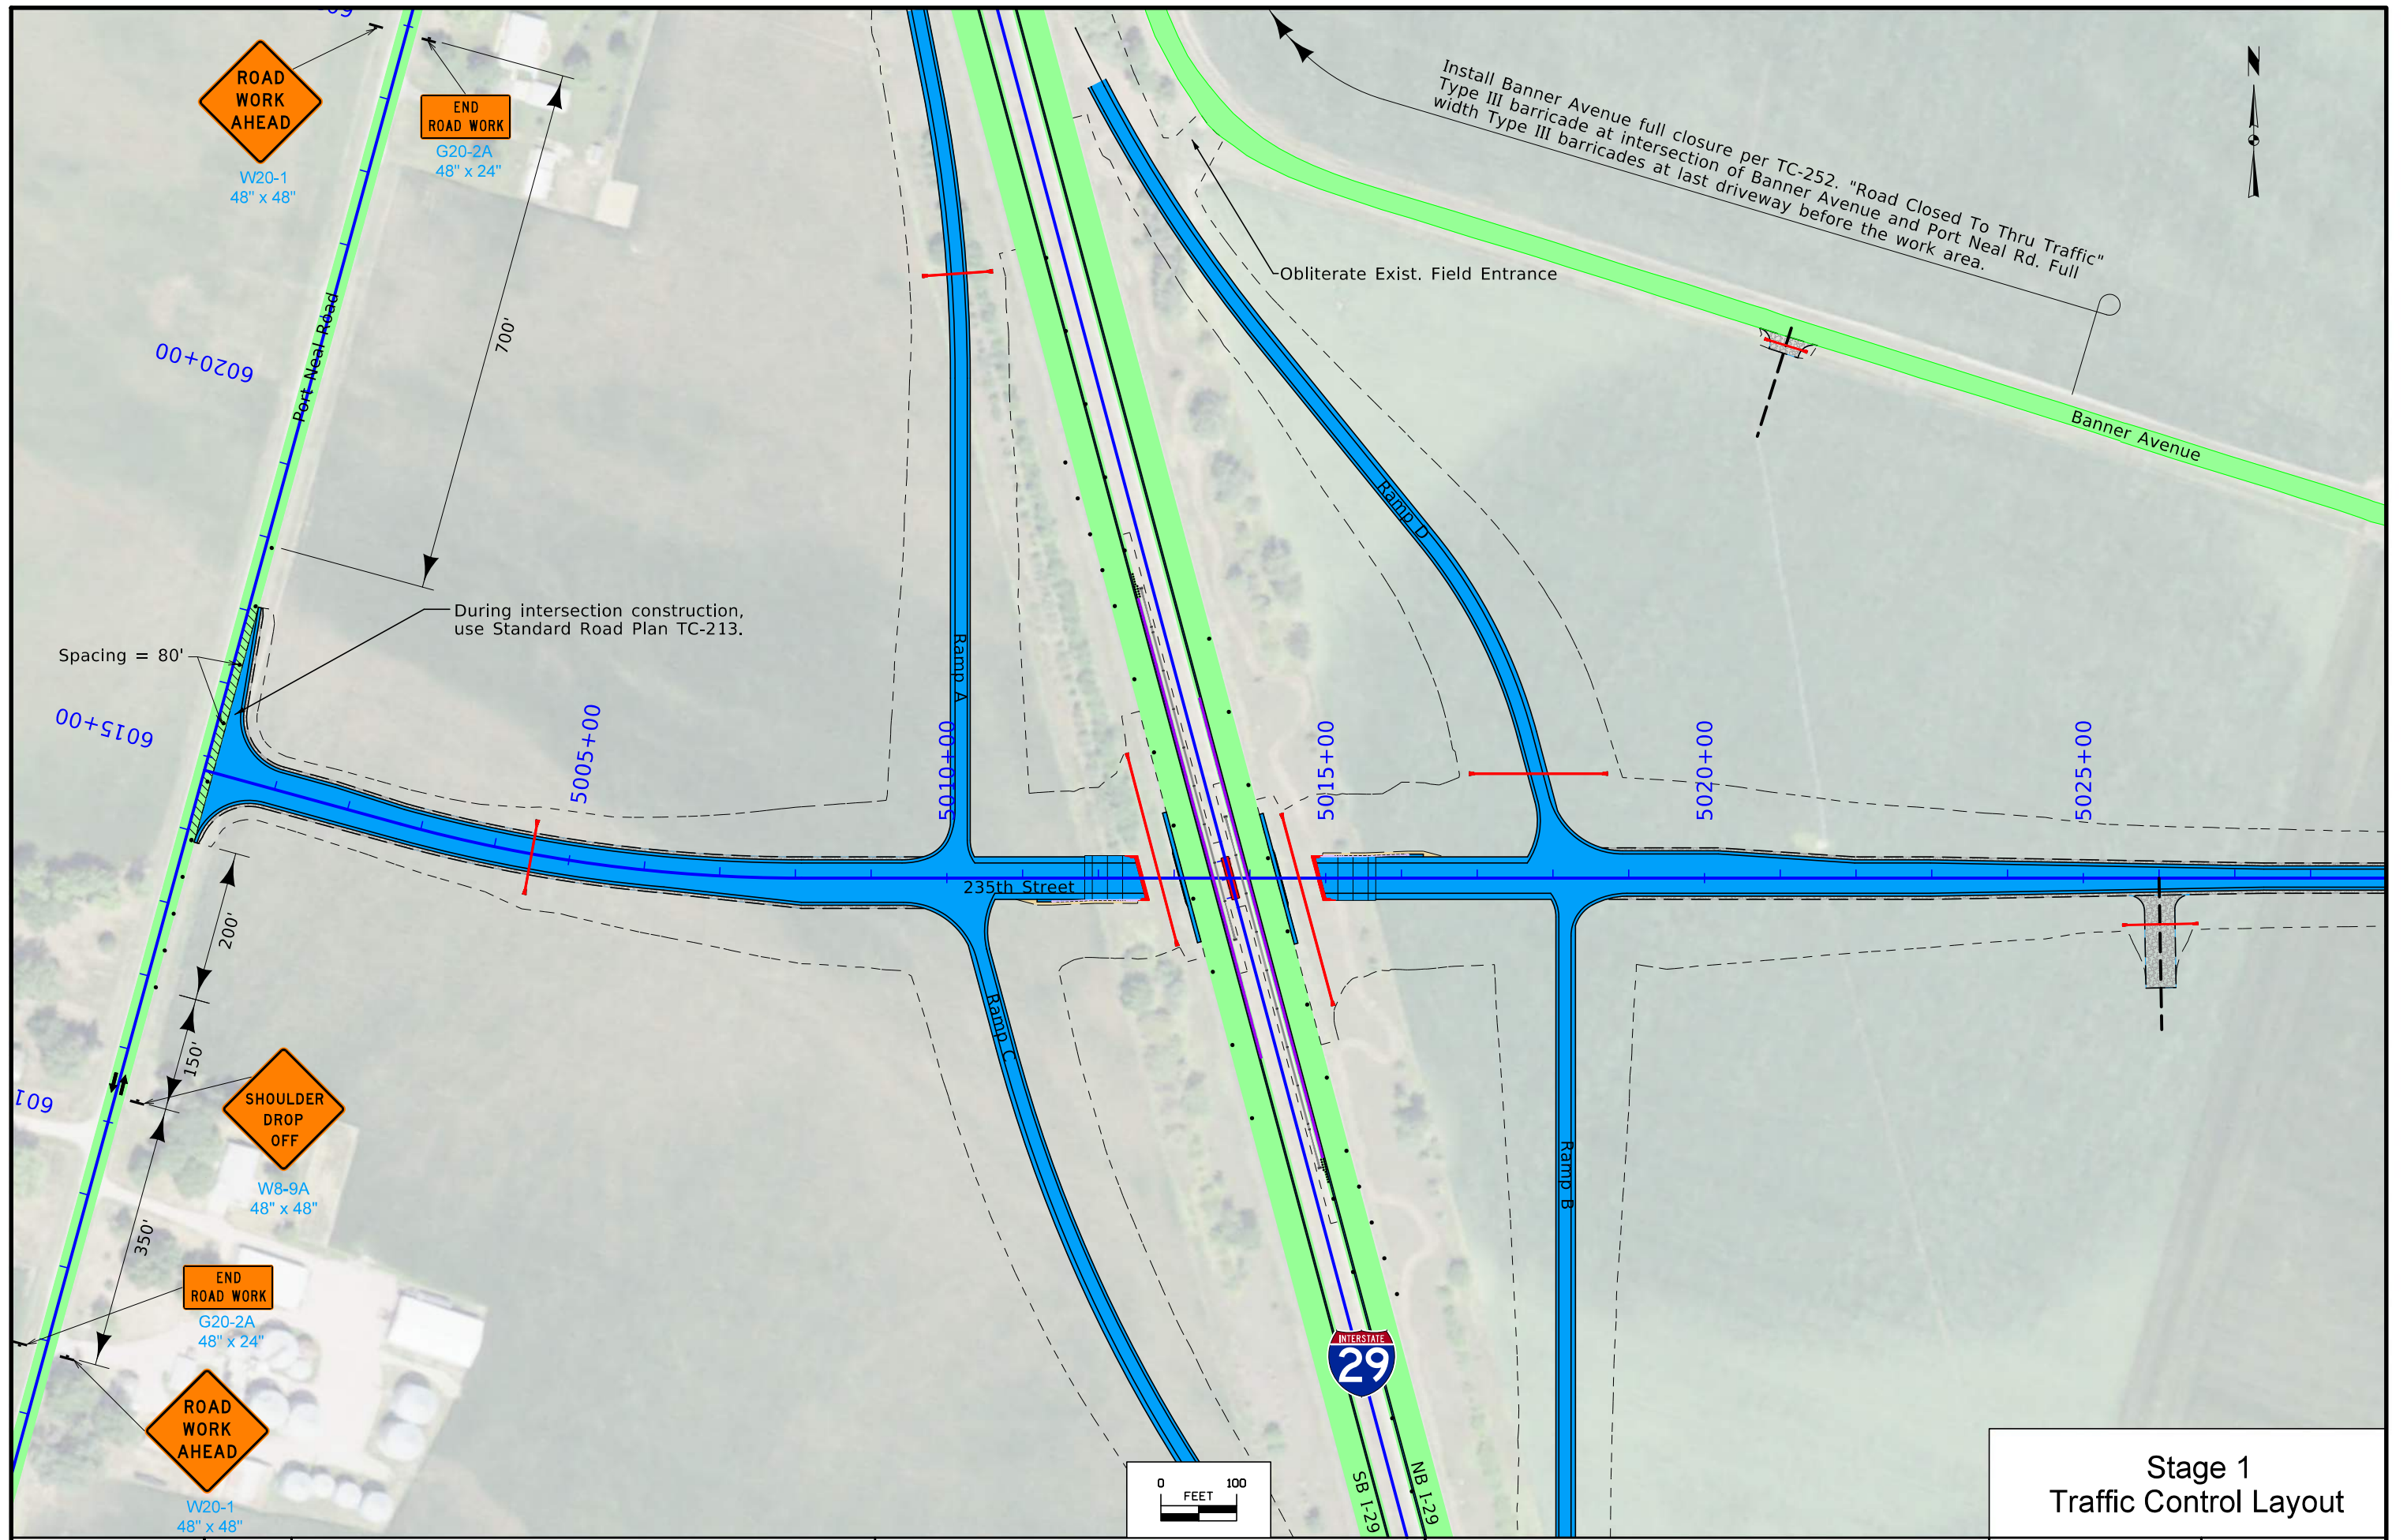 ROAD
WORK
AHEAD
W20-1
48" x 48"
END
ROAD WORK
G20-2A
48" x 24"
Install Banner Avenue full closure per TC-252. "Road Closed To Thru Traffic"
Type III barricade at intersection of Banner Avenue and Port Neal Rd. Full
width Type III barricades at last driveway before the work area.
N
Obliterate Exist. Field Entrance
700'
Port Neal Road
6020+00
Banner Avenue
Ramp D
During intersection construction,
use Standard Road Plan TC-213.
Spacing = 80'
Ramp A
6015+00
5005+00
5010+00
5015+00
5020+00
5025+00
235th Street
200'
150'
Ramp C
601
SHOULDER
DROP
OFF
W8-9A
48" x 48"
Ramp B
350'
END
ROAD WORK
G20-2A
48" x 24"
INTERSTATE
29
ROAD
WORK
AHEAD
W20-1
48" x 48"
0 100
FEET
SB I-29
NB I-29
Stage 1
Traffic Control Layout